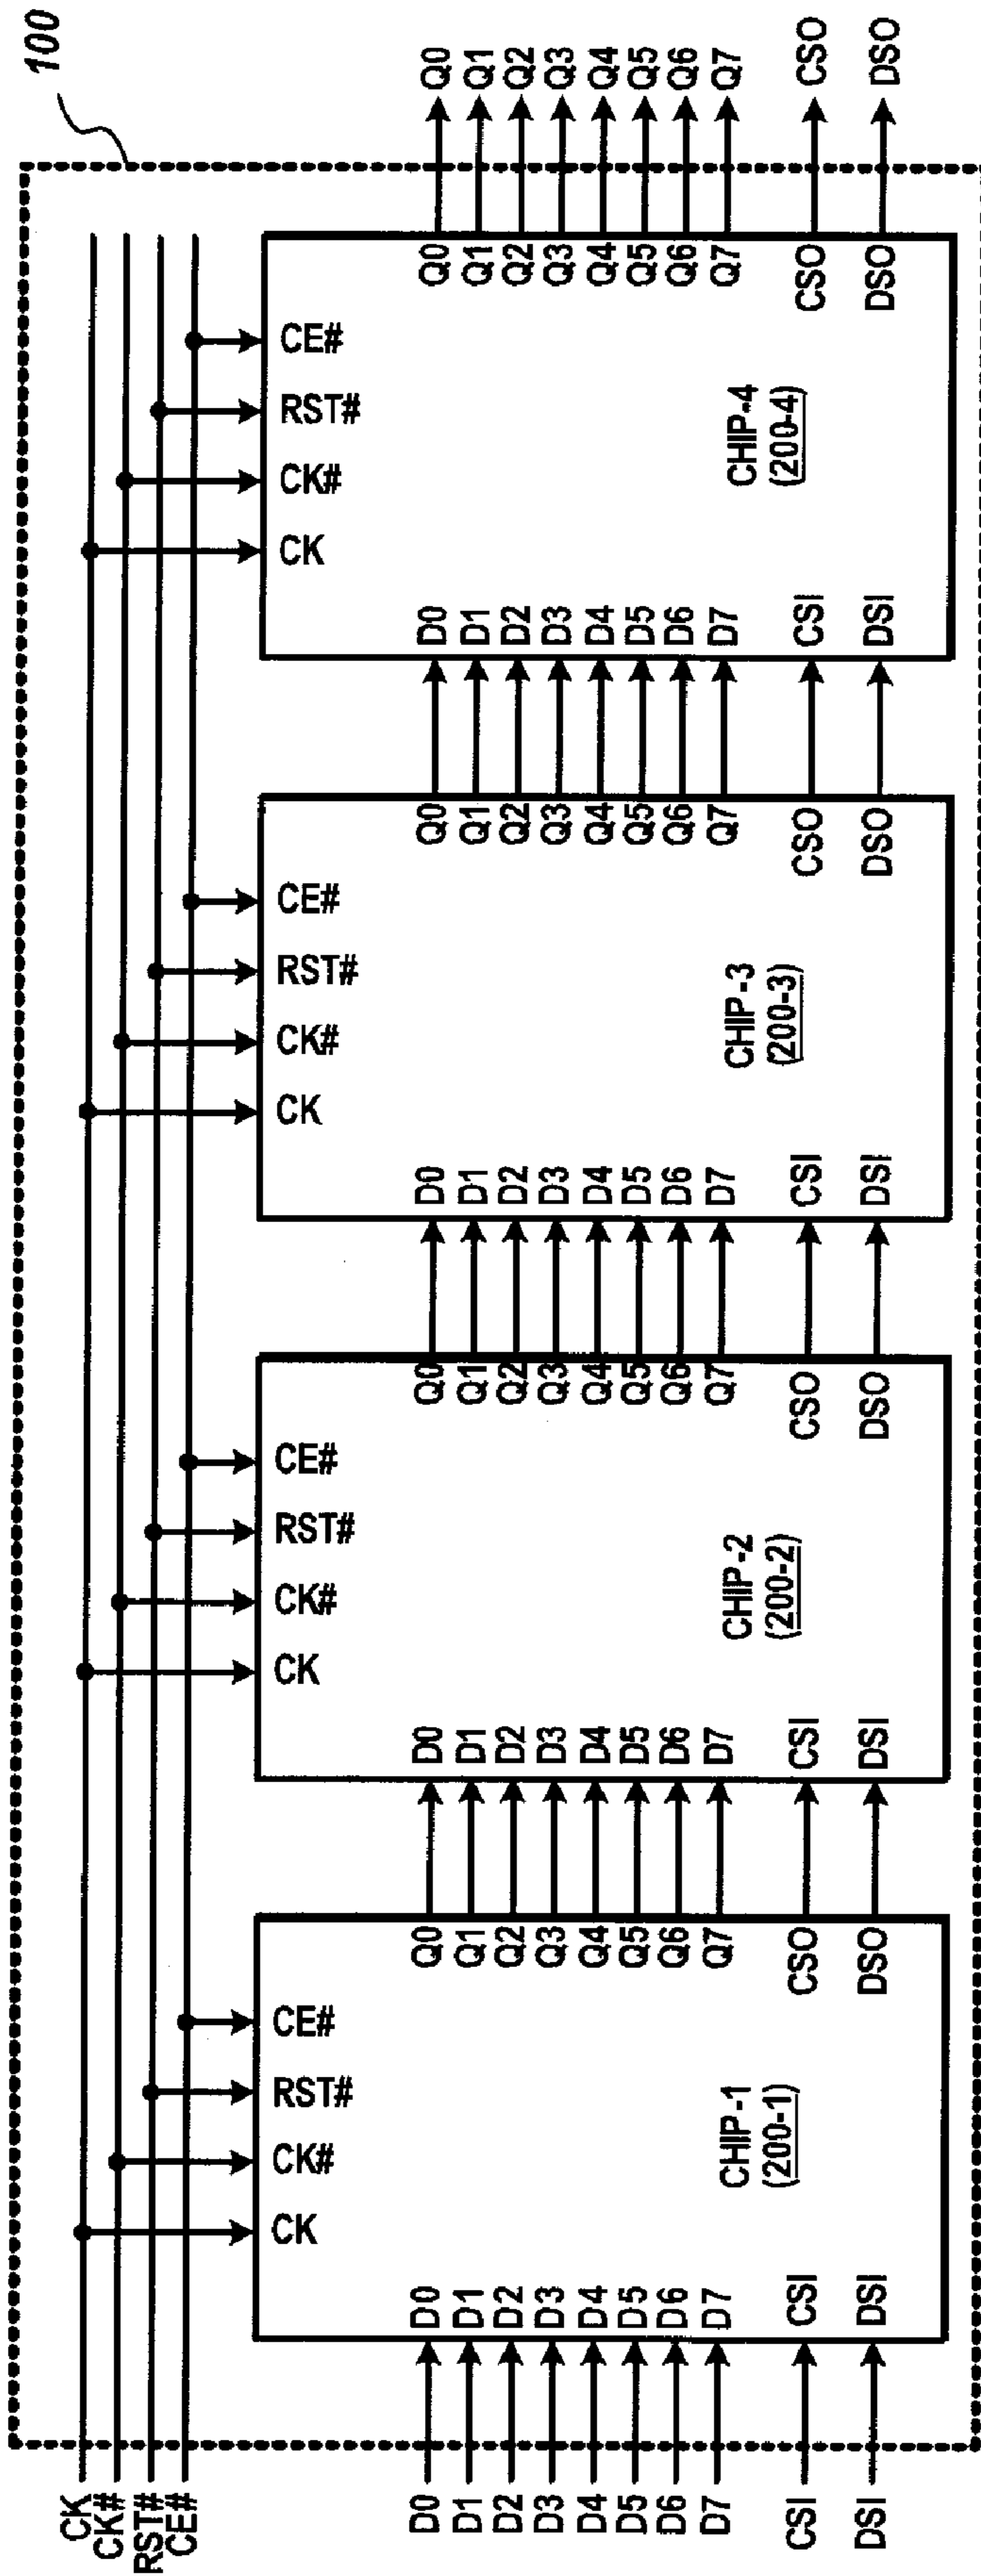 100
CK
CK#
RST#
CE#
D0
D1
D2
D3
D4
D5
D6
D7
CSI
DSI
CK
CK#
RST#
CE#
D0
D1
D2
D3
D4
D5
D6
D7
CSI
DSI
CHIP-1
(200-1)
Q0
Q1
Q2
Q3
Q4
Q5
Q6
Q7
CSO
DSO
CK
CK#
RST#
CE#
D0
D1
D2
D3
D4
D5
D6
D7
CSI
DSI
CHIP-2
(200-2)
Q0
Q1
Q2
Q3
Q4
Q5
Q6
Q7
CSO
DSO
CK
CK#
RST#
CE#
D0
D1
D2
D3
D4
D5
D6
D7
CSI
DSI
CHIP-3
(200-3)
Q0
Q1
Q2
Q3
Q4
Q5
Q6
Q7
CSO
DSO
CK
CK#
RST#
CE#
D0
D1
D2
D3
D4
D5
D6
D7
CSI
DSI
CHIP-4
(200-4)
Q0
Q1
Q2
Q3
Q4
Q5
Q6
Q7
CSO
DSO
Q0
Q1
Q2
Q3
Q4
Q5
Q6
Q7
CSO
DSO